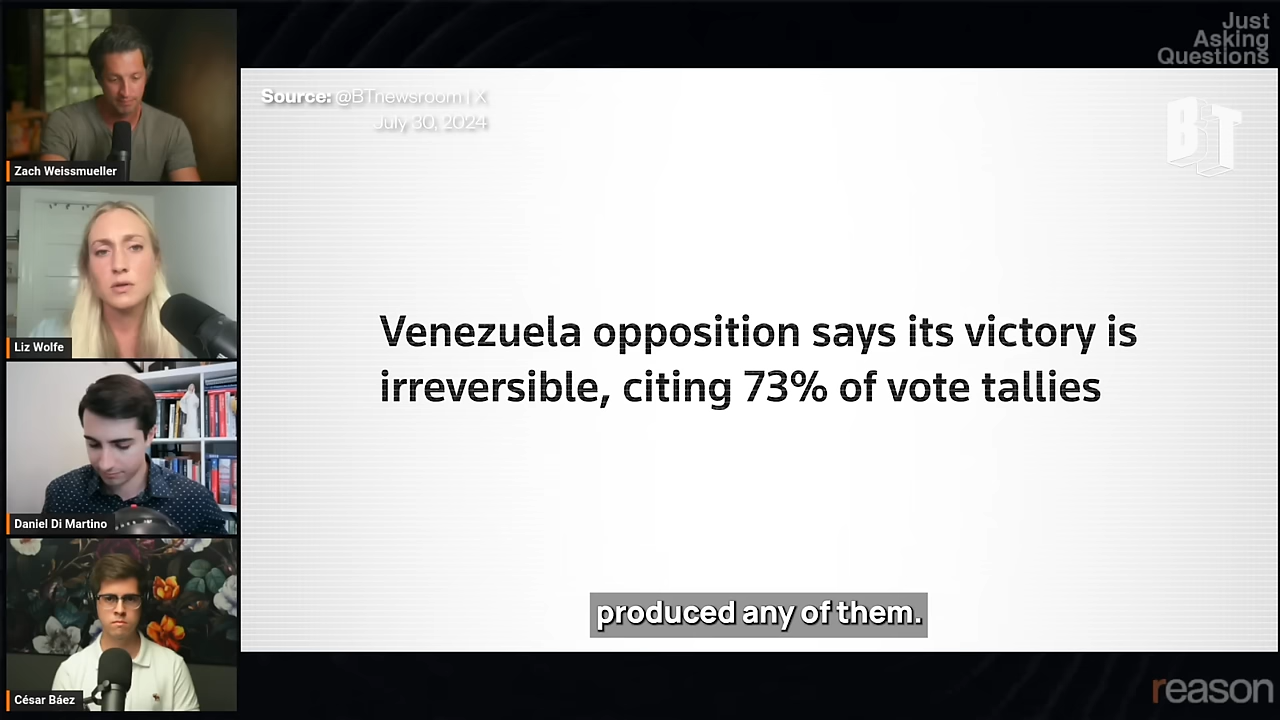 Just
Asking
Questions
Source: @BTnewsroom | X
July 30, 2024
BT
Zach Weissmueller
Liz Wolfe
Venezuela opposition says its victory is
irreversible, citing 73% of vote tallies
Daniel Di Martino
produced any of them.
César Báez
reason